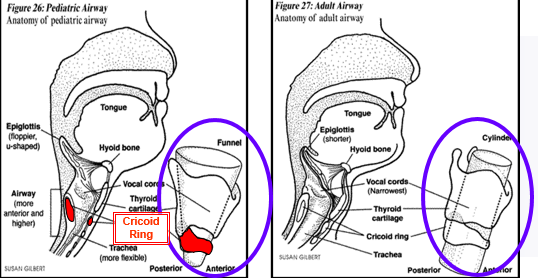 Figure 26: Pediatric Airway
Anatomy of pediatric airway
Tongue
Epiglottis
(floppier,
u-shaped)
Hyoid bone
Funnel
Vocal cords
Airway
(more
anterior and
higher)
Thyroid
cartilage
Cricoid
Ring
Trachea
(more flexible)
Posterior
Anterior
SUSAN GILBERT
Figure 27: Adult Airway
Anatomy of adult airway
Tongue
Epiglottis
(shorter)
Hyoid bone
Cylinder
Vocal cords
(Narrowest)
Thyroid
cartilage
Cricoid ring
Trachea
Posterior
Anterior
SUSAN GILBERT